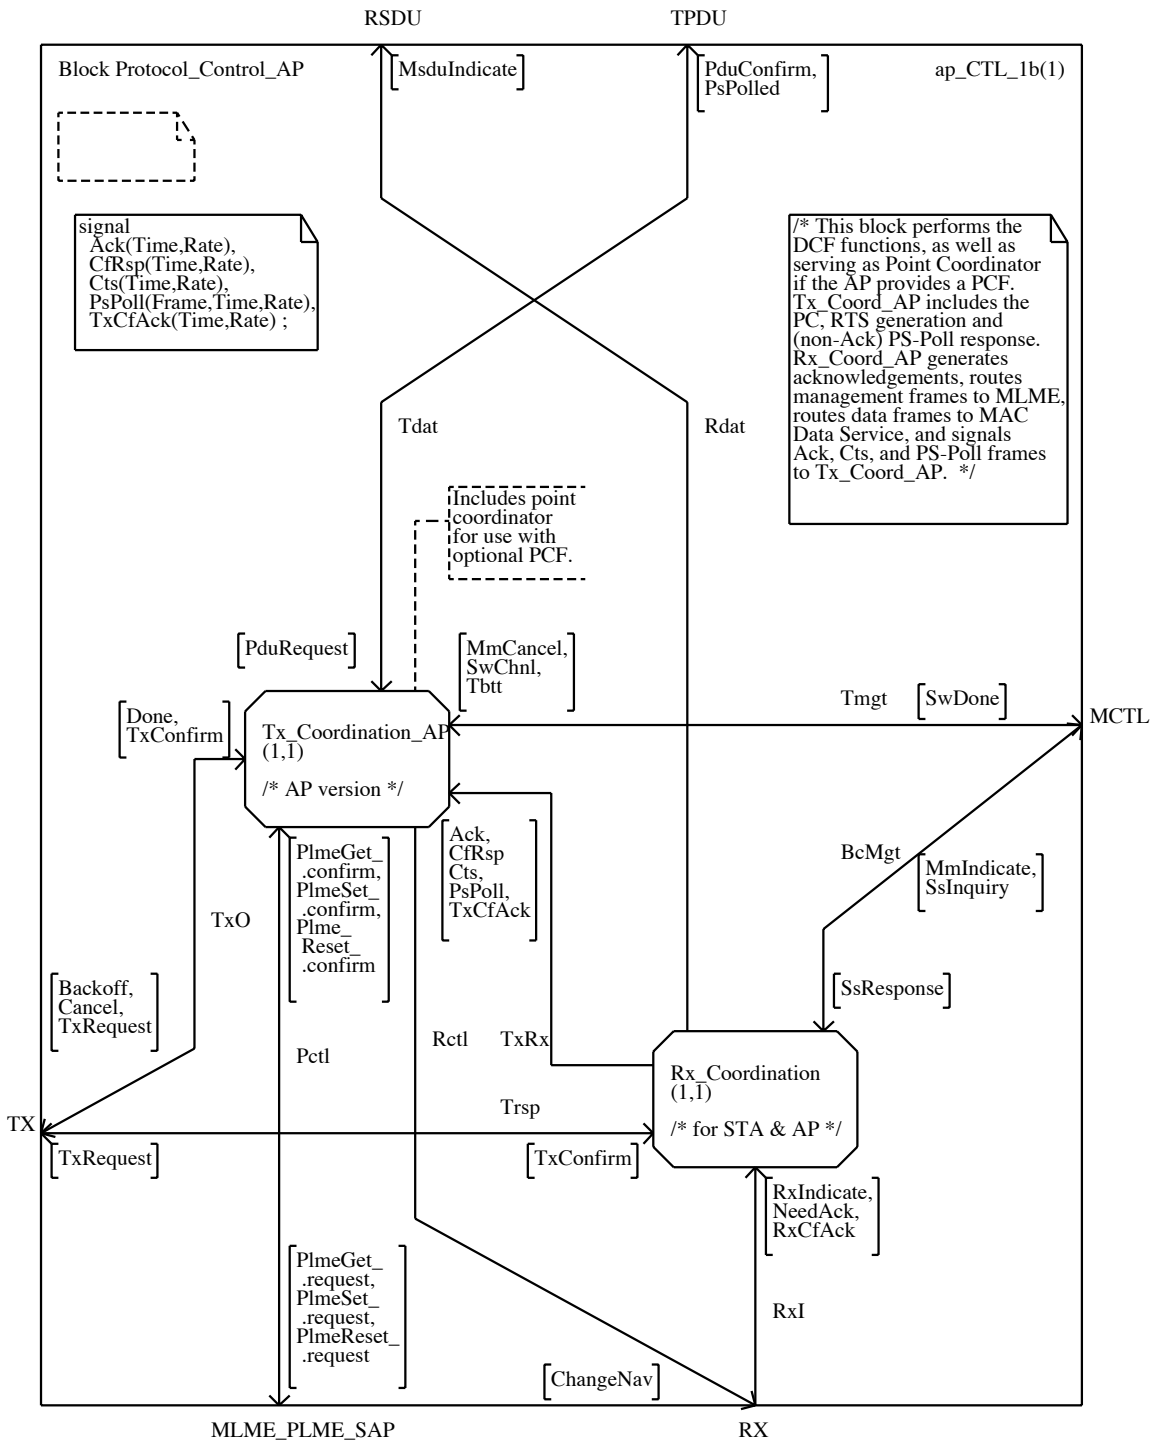 RSDU
TPDU
Block Protocol_Control_AP
MsduIndicate
PduConfirm,
PsPolled
ap_CTL_1b(1)
signal
Ack(Time,Rate),
CfRsp(Time,Rate),
Cts(Time,Rate),
PsPoll(Frame,Time,Rate),
TxCfAck(Time,Rate) ;
/* This block performs the
DCF functions, as well as
serving as Point Coordinator
if the AP provides a PCF.
Tx_Coord_AP includes the
PC, RTS generation and
(non-Ack) PS-Poll response.
Rx_Coord_AP generates
acknowledgements, routes
management frames to MLME,
routes data frames to MAC
Data Service, and signals
Ack, Cts, and PS-Poll frames
to Tx_Coord_AP.  */
Tdat
Rdat
Includes point
coordinator
for use with
optional PCF.
PduRequest
MmCancel,
SwChnl,
Tbtt
Tmgt
SwDone
MCTL
Done,
TxConfirm
Tx_Coordination_AP
(1,1)
/* AP version */
PlmeGet_
.confirm,
PlmeSet_
.confirm,
Plme_
Reset_
.confirm
Ack,
CfRsp
Cts,
PsPoll,
TxCfAck
BcMgt
MmIndicate,
SsInquiry
TxO
Backoff,
Cancel,
TxRequest
SsResponse
Pctl
Rctl
TxRx
Rx_Coordination
(1,1)
/* for STA & AP */
TX
Trsp
TxRequest
TxConfirm
RxIndicate,
NeedAck,
RxCfAck
PlmeGet_
.request,
PlmeSet_
.request,
PlmeReset_
.request
RxI
ChangeNav
MLME_PLME_SAP
RX